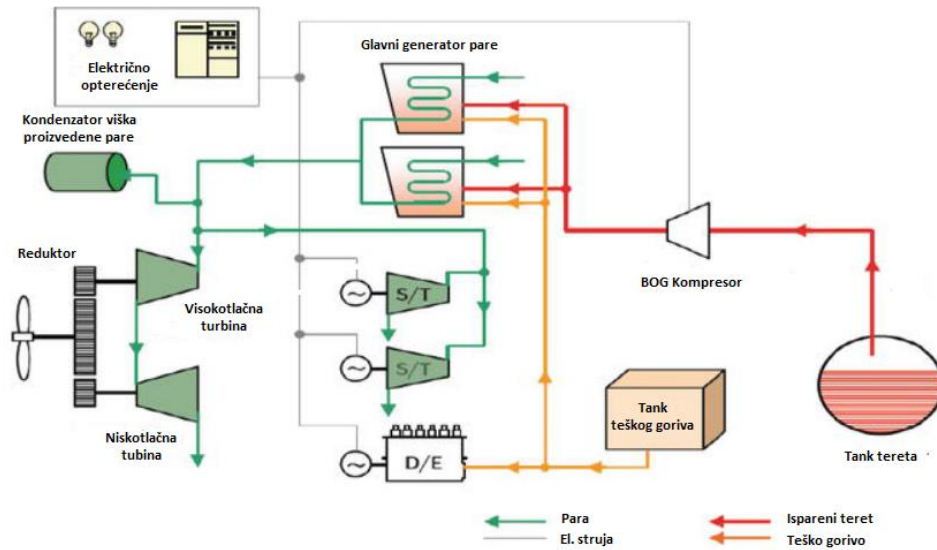 Električno
opterećenje
Glavni generator pare
Kondenzator viška
proizvedene pare
Reduktor
Visokotlačna
turbina
BOG Kompresor
S/T
S/T
Niskotlačna
tubina
D/E
Tank
teškog goriva
Tank tereta
Para
El. struja
Ispareni teret
Teško gorivo